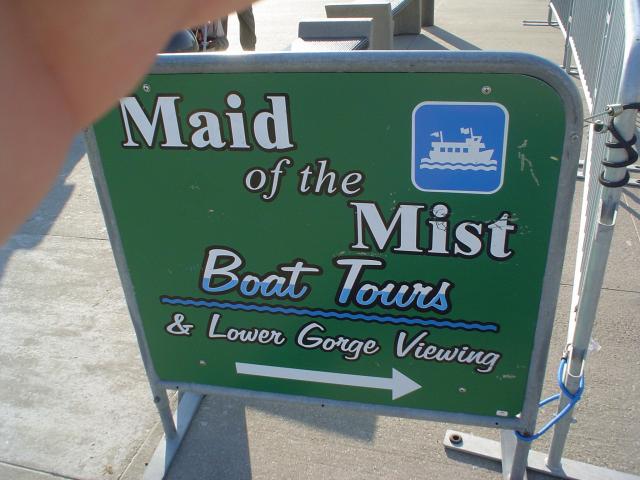 Maid
of the
Mist
Boat Tours
& Lower Gorge Viewing